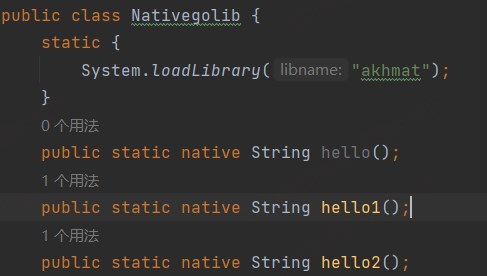 public class Nativegolib {
static {
System.loadLibrary( libname: "akhmat");
}
0 个用法
public static native String hello();
1 个用法
public static native String hello1();
1 个用法
public static native String hello2();